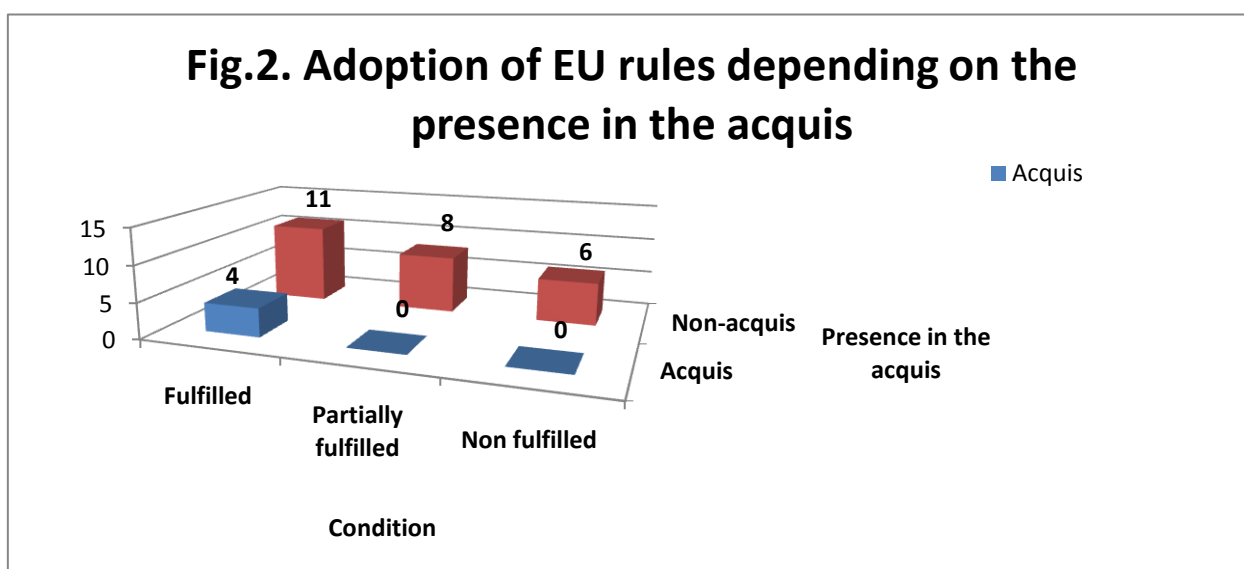 Fig.2. Adoption of EU rules depending on the
presence in the acquis
Acquis
11
8
6
4
0
0
15
10
5
0
Non-acquis
Acquis
Presence in the
acquis
Fulfilled
Partially
fulfilled
Non fulfilled
Condition